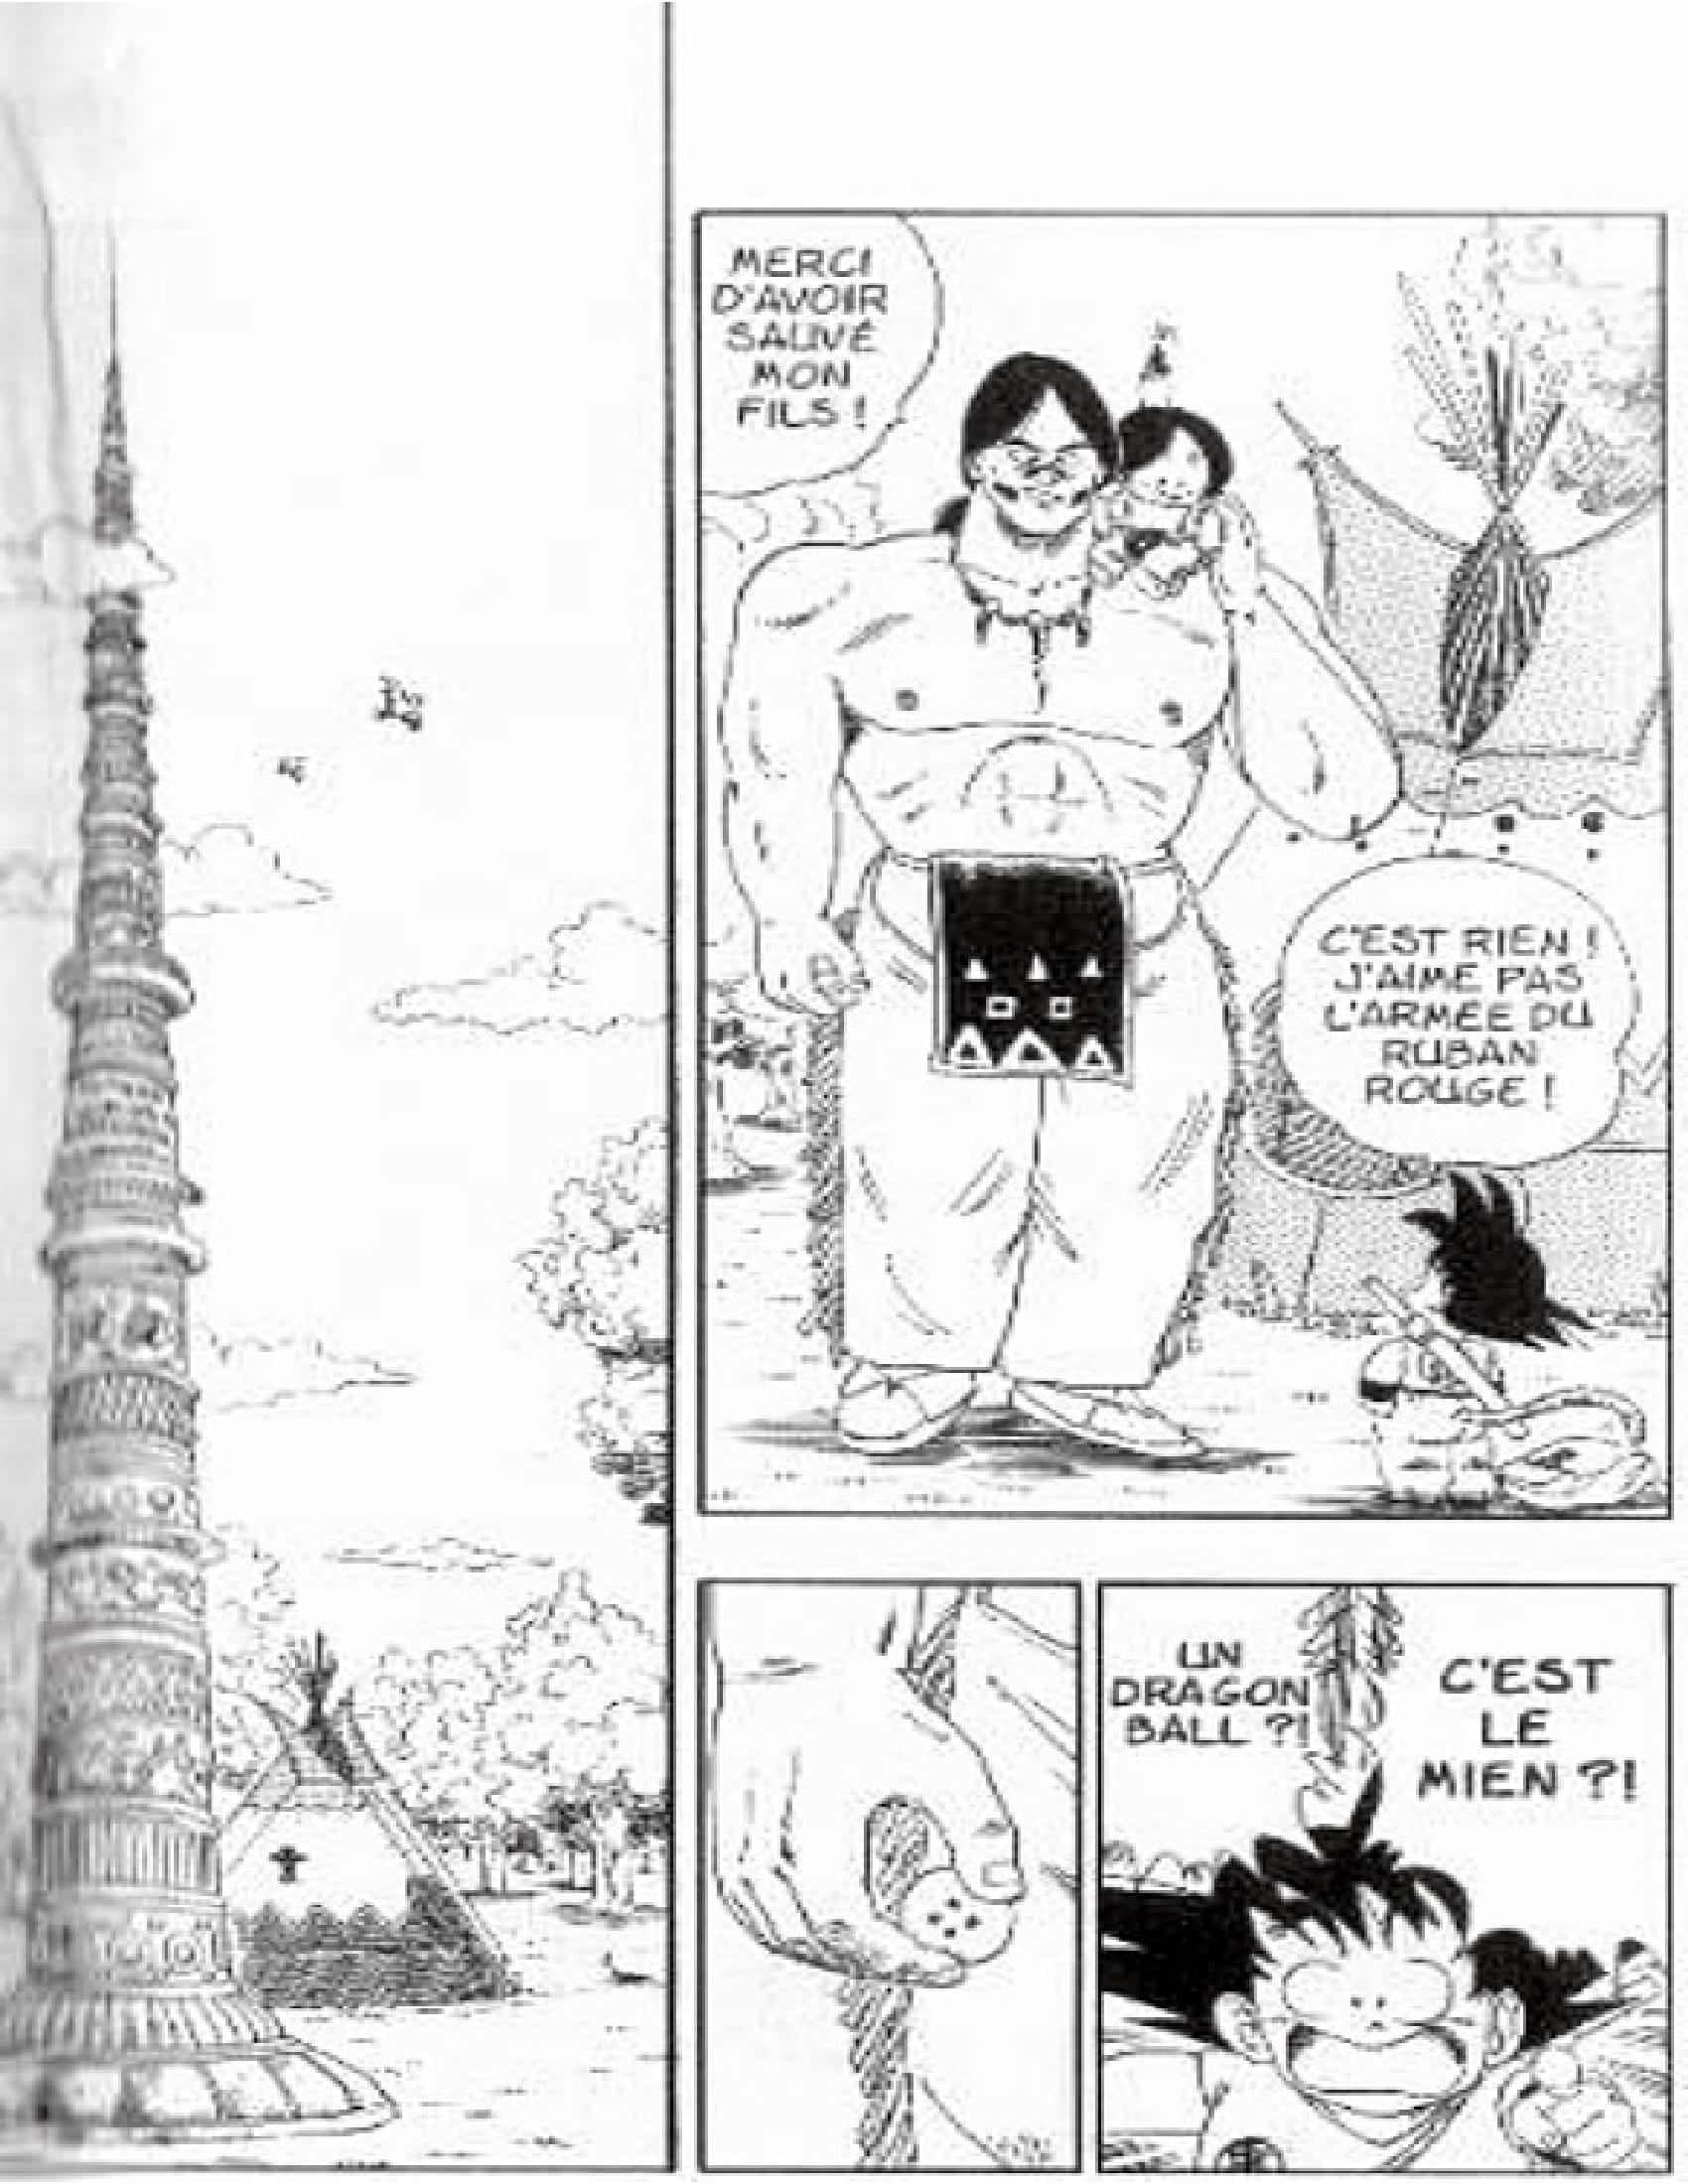 MERCI
D'AVOIR
SAUVÉ
MON
FILS !
C'EST RIEN !
J'AIME PAS
L'ARMÉE DU
RUBAN
ROUGE !
UN
DRAGON
BALL ?!
C'EST
LE
MIEN ?!